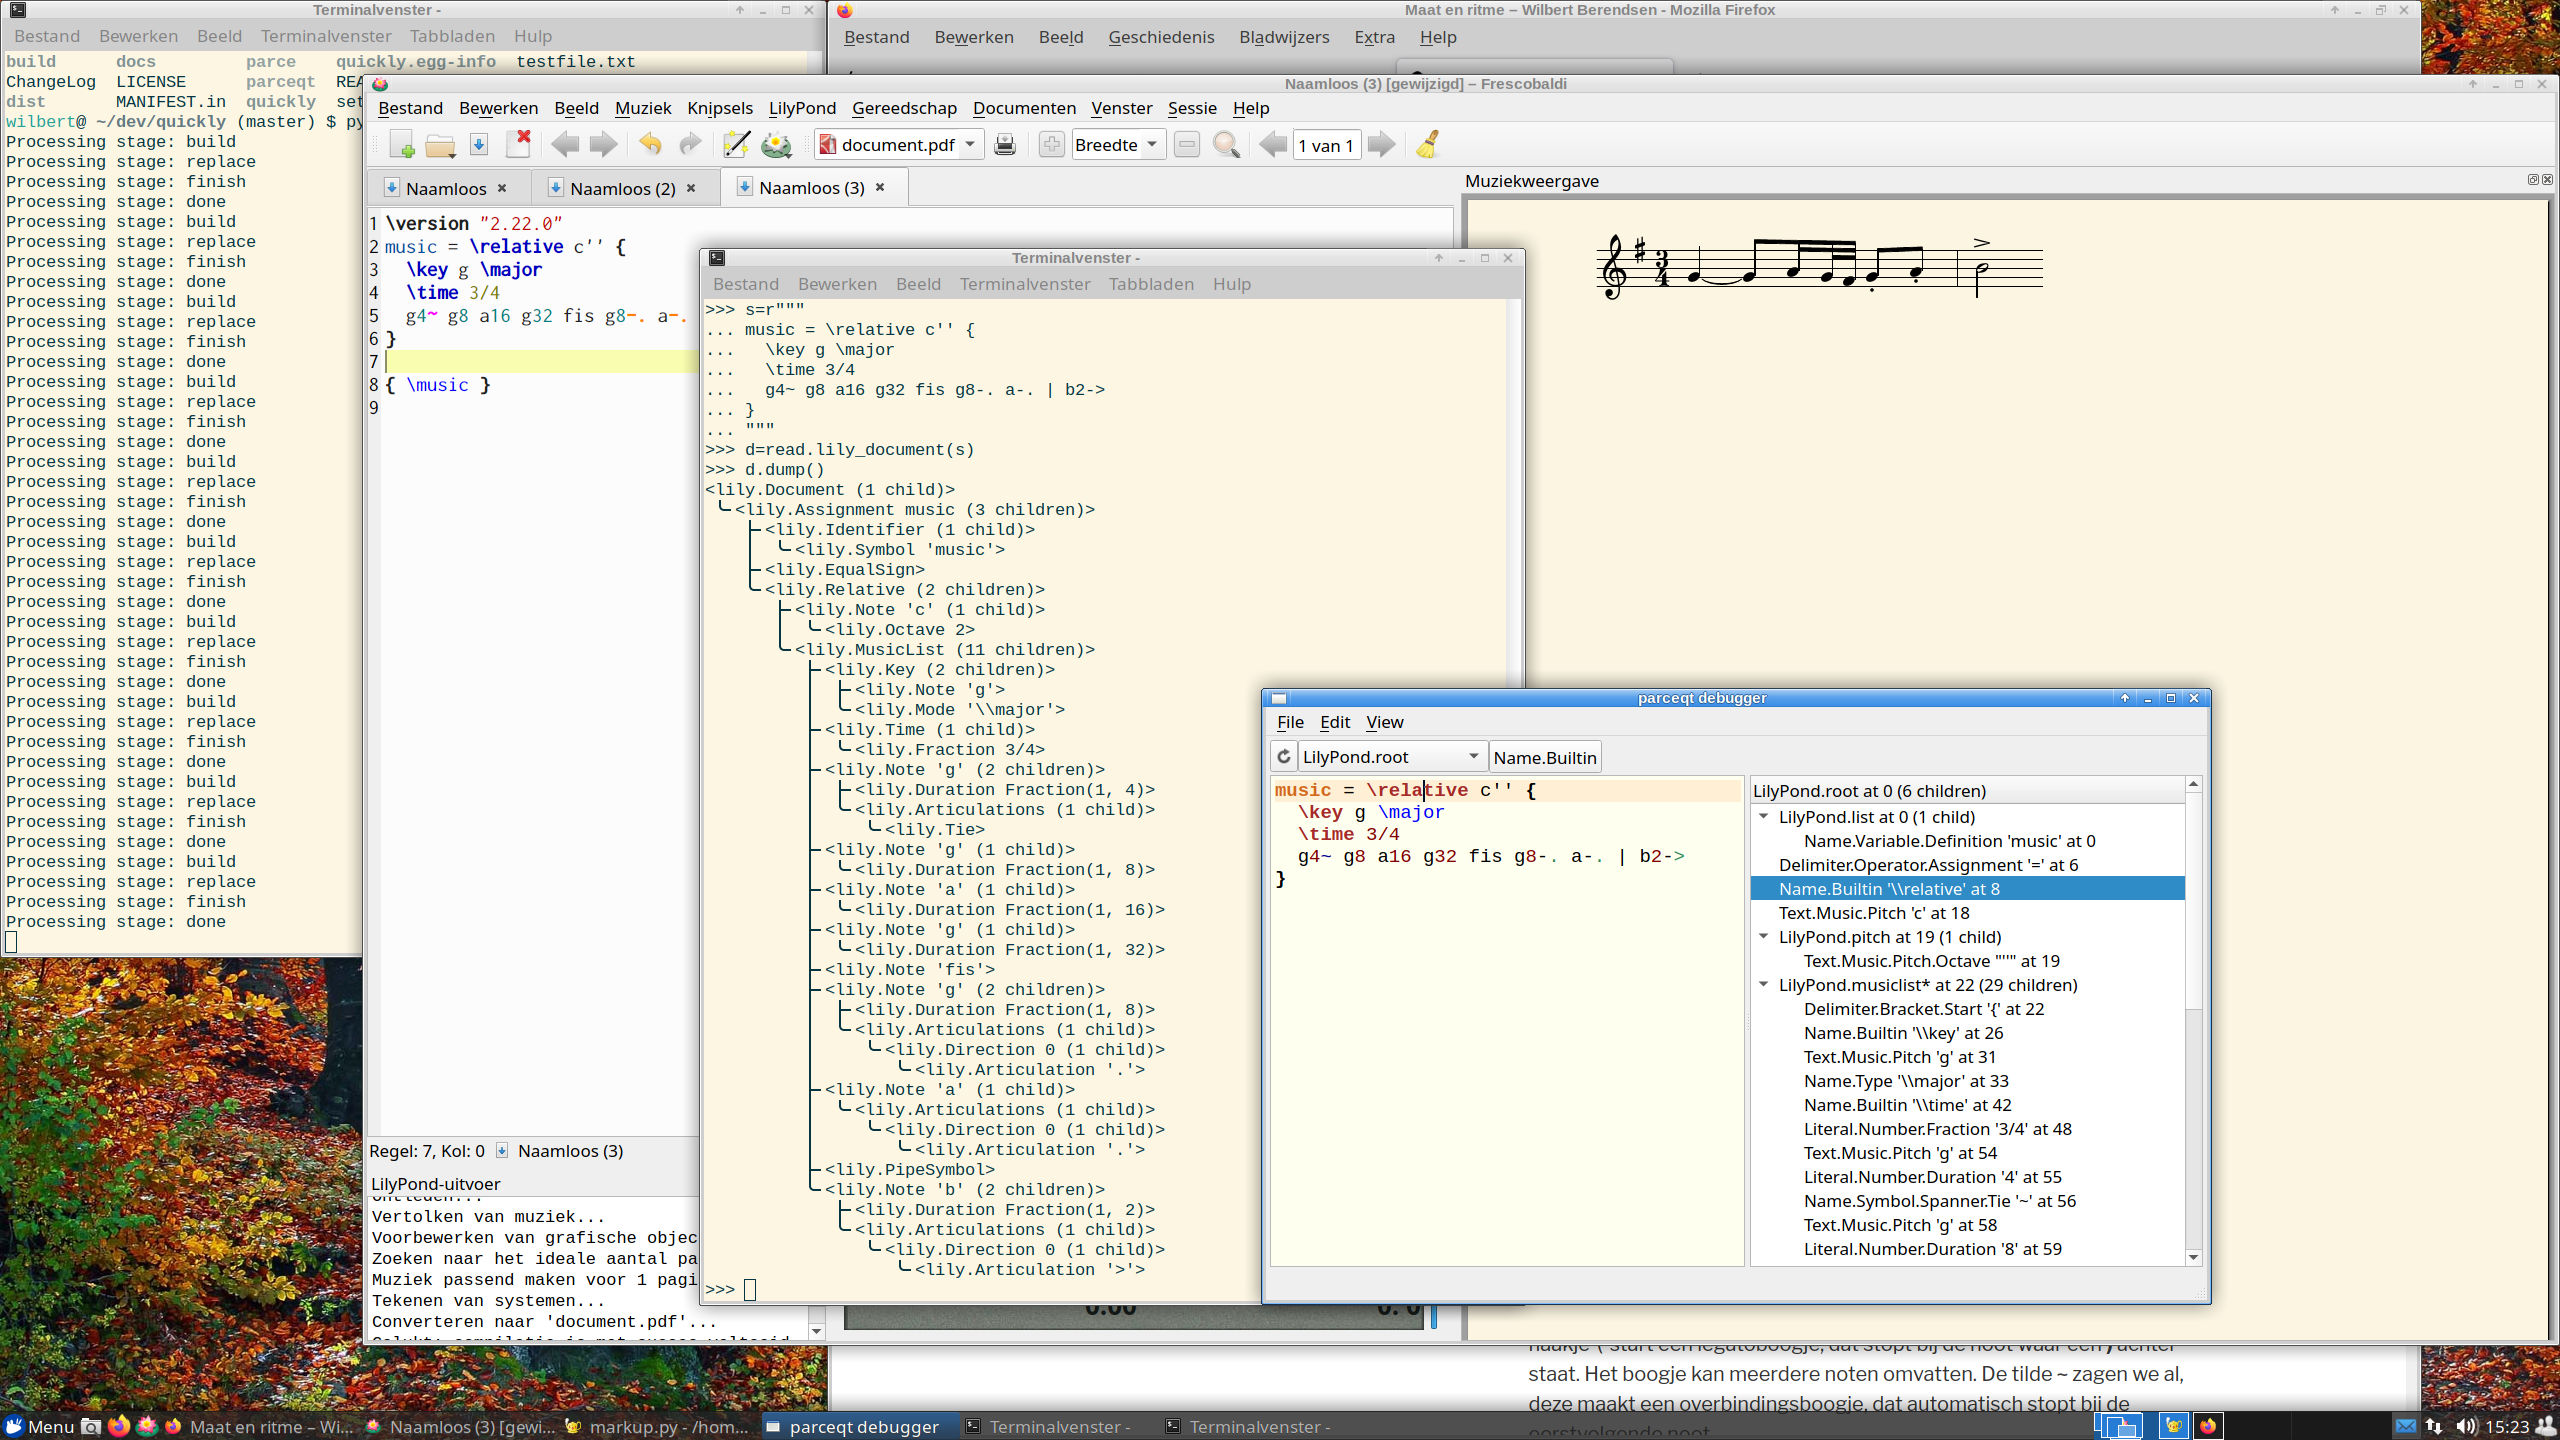 Terminalvenster -
Bestand Bewerken Beeld Terminalvenster Tabbladen Hulp
build docs parce quickly.egg-info testfile.txt
ChangeLog LICENSE parceqt
dist MANIFEST.in quickly
wilbert@ ~/dev/quickly (master) $ py
Processing stage: build
Processing stage: replace
Processing stage: finish
Processing stage: done
Processing stage: build
Processing stage: replace
Processing stage: finish
Processing stage: done
Processing stage: build
Processing stage: replace
Processing stage: finish
Processing stage: done
Processing stage: build
Processing stage: replace
Processing stage: finish
Processing stage: done
Processing stage: build
Processing stage: replace
Processing stage: finish
Processing stage: done
Processing stage: build
Processing stage: replace
Processing stage: finish
Processing stage: done
Processing stage: build
Processing stage: replace
Processing stage: finish
Processing stage: done
Processing stage: build
Processing stage: replace
Processing stage: finish
Processing stage: done
Processing stage: build
Processing stage: replace
Processing stage: finish
Processing stage: done
Processing stage: build
Processing stage: replace
Processing stage: finish
Processing stage: done
Maat en ritme – Wilbert Berendsen - Mozilla Firefox
Bestand Bewerken Beeld Geschiedenis Bladwijzers Extra Help
Naamloos (3) [gewijzigd] – Frescobaldi
Bestand Bewerken Beeld Muziek Knipsels LilyPond Gereedschap Documenten Venster Sessie Help
document.pdf Breedte 1 van 1
Naamloos Naamloos (2) Naamloos (3)
1 \version "2.22.0"
2 music = \relative c'' {
3 \key g \major
4 \time 3/4
5 g4~ g8 a16 g32 fis g8-. a-.
6 }
7
8 { \music }
9
Regel: 7, Kol: 0 Naamloos (3)
LilyPond-uitvoer
Ontleden...
Vertolken van muziek...
Voorbewerken van grafische objec
Zoeken naar het ideale aantal pa
Muziek passend maken voor 1 pagi
Tekenen van systemen...
Converteren naar 'document.pdf'...
Muziekweergave
3
4
Terminalvenster -
Bestand Bewerken Beeld Terminalvenster Tabbladen Hulp
>>> s=r"""
... music = \relative c'' {
...   \key g \major
...   \time 3/4
...   g4~ g8 a16 g32 fis g8-. a-. | b2->
... }
... """
>>> d=read.lily_document(s)
>>> d.dump()
<lily.Document (1 child)>
<lily.Assignment music (3 children)>
<lily.Identifier (1 child)>
<lily.Symbol 'music'>
<lily.EqualSign>
<lily.Relative (2 children)>
<lily.Note 'c' (1 child)>
<lily.Octave 2>
<lily.MusicList (11 children)>
<lily.Key (2 children)>
<lily.Note 'g'>
<lily.Mode '\\major'>
<lily.Time (1 child)>
<lily.Fraction 3/4>
<lily.Note 'g' (2 children)>
<lily.Duration Fraction(1, 4)>
<lily.Articulations (1 child)>
<lily.Tie>
<lily.Note 'g' (1 child)>
<lily.Duration Fraction(1, 8)>
<lily.Note 'a' (1 child)>
<lily.Duration Fraction(1, 16)>
<lily.Note 'g' (1 child)>
<lily.Duration Fraction(1, 32)>
<lily.Note 'fis'>
<lily.Note 'g' (2 children)>
<lily.Duration Fraction(1, 8)>
<lily.Articulations (1 child)>
<lily.Direction 0 (1 child)>
<lily.Articulation '.'>
<lily.Note 'a' (1 child)>
<lily.Articulations (1 child)>
<lily.Direction 0 (1 child)>
<lily.Articulation '.'>
<lily.PipeSymbol>
<lily.Note 'b' (2 children)>
<lily.Duration Fraction(1, 2)>
<lily.Articulations (1 child)>
<lily.Direction 0 (1 child)>
<lily.Articulation '>'>
>>>
parceqt debugger
File Edit View
LilyPond.root Name.Builtin
music = \relative c'' {
  \key g \major
  \time 3/4
  g4~ g8 a16 g32 fis g8-. a-. | b2->
}
LilyPond.root at 0 (6 children)
LilyPond.list at 0 (1 child)
Name.Variable.Definition 'music' at 0
Delimiter.Operator.Assignment '=' at 6
Name.Builtin '\\relative' at 8
Text.Music.Pitch 'c' at 18
LilyPond.pitch at 19 (1 child)
Text.Music.Pitch.Octave "''" at 19
LilyPond.musiclist* at 22 (29 children)
Delimiter.Bracket.Start '{' at 22
Name.Builtin '\\key' at 26
Text.Music.Pitch 'g' at 31
Name.Type '\\major' at 33
Name.Builtin '\\time' at 42
Literal.Number.Fraction '3/4' at 48
Text.Music.Pitch 'g' at 54
Literal.Number.Duration '4' at 55
Name.Symbol.Spanner.Tie '~' at 56
Text.Music.Pitch 'g' at 58
Literal.Number.Duration '8' at 59
staat. Het boogje kan meerdere noten omvatten. De tilde ~ zagen we al,
deze maakt een overbindingsboogje, dat automatisch stopt bij de
Menu Maat en ritme – Wi... Naamloos (3) [gewi... markup.py - /hom... parceqt debugger Terminalvenster - Terminalvenster - 15:23